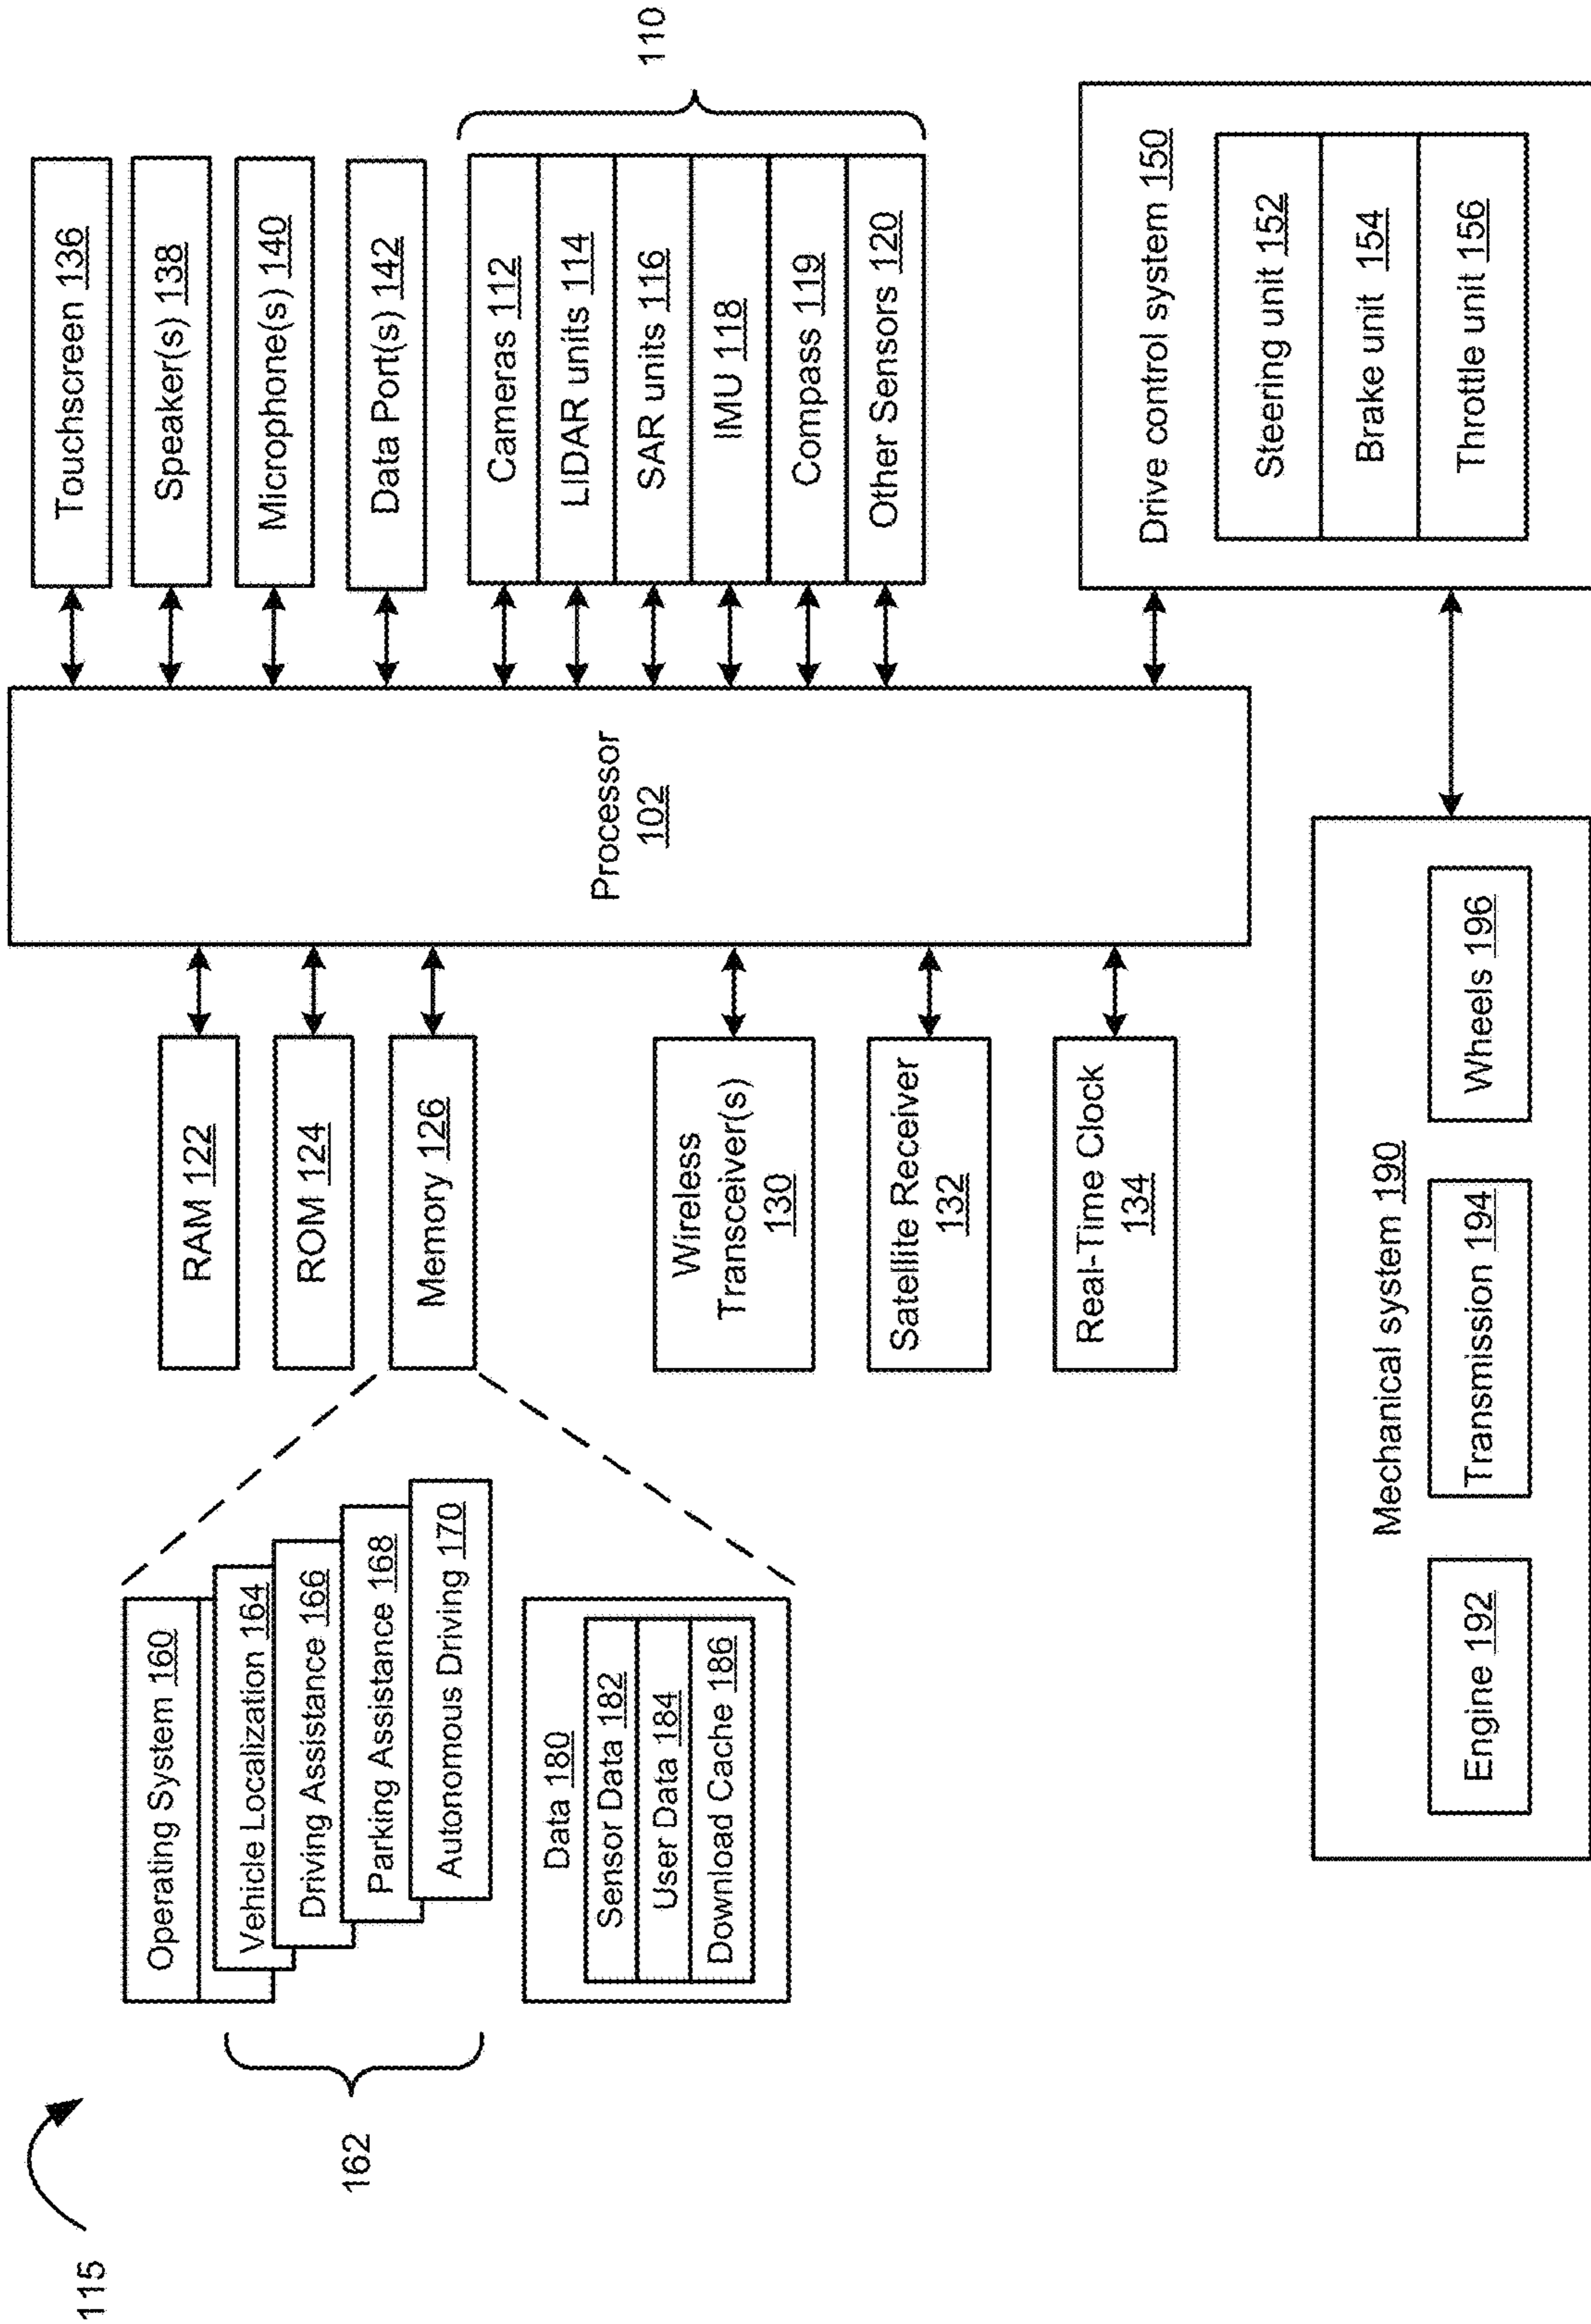 115
162
Operating System 160
Vehicle Localization 164
Driving Assistance 166
Parking Assistance 168
Autonomous Driving 170
Data 180
Sensor Data 182
User Data 184
Download Cache 186
RAM 122
ROM 124
Memory 126
Wireless
Transceiver(s)
130
Satellite Receiver
132
Real-Time Clock
134
Processor
102
Touchscreen 136
Speaker(s) 138
Microphone(s) 140
Data Port(s) 142
Cameras 112
LIDAR units 114
SAR units 116
IMU 118
Compass 119
Other Sensors 120
110
Drive control system 150
Steering unit 152
Brake unit 154
Throttle unit 156
Mechanical system 190
Engine 192
Transmission 194
Wheels 196